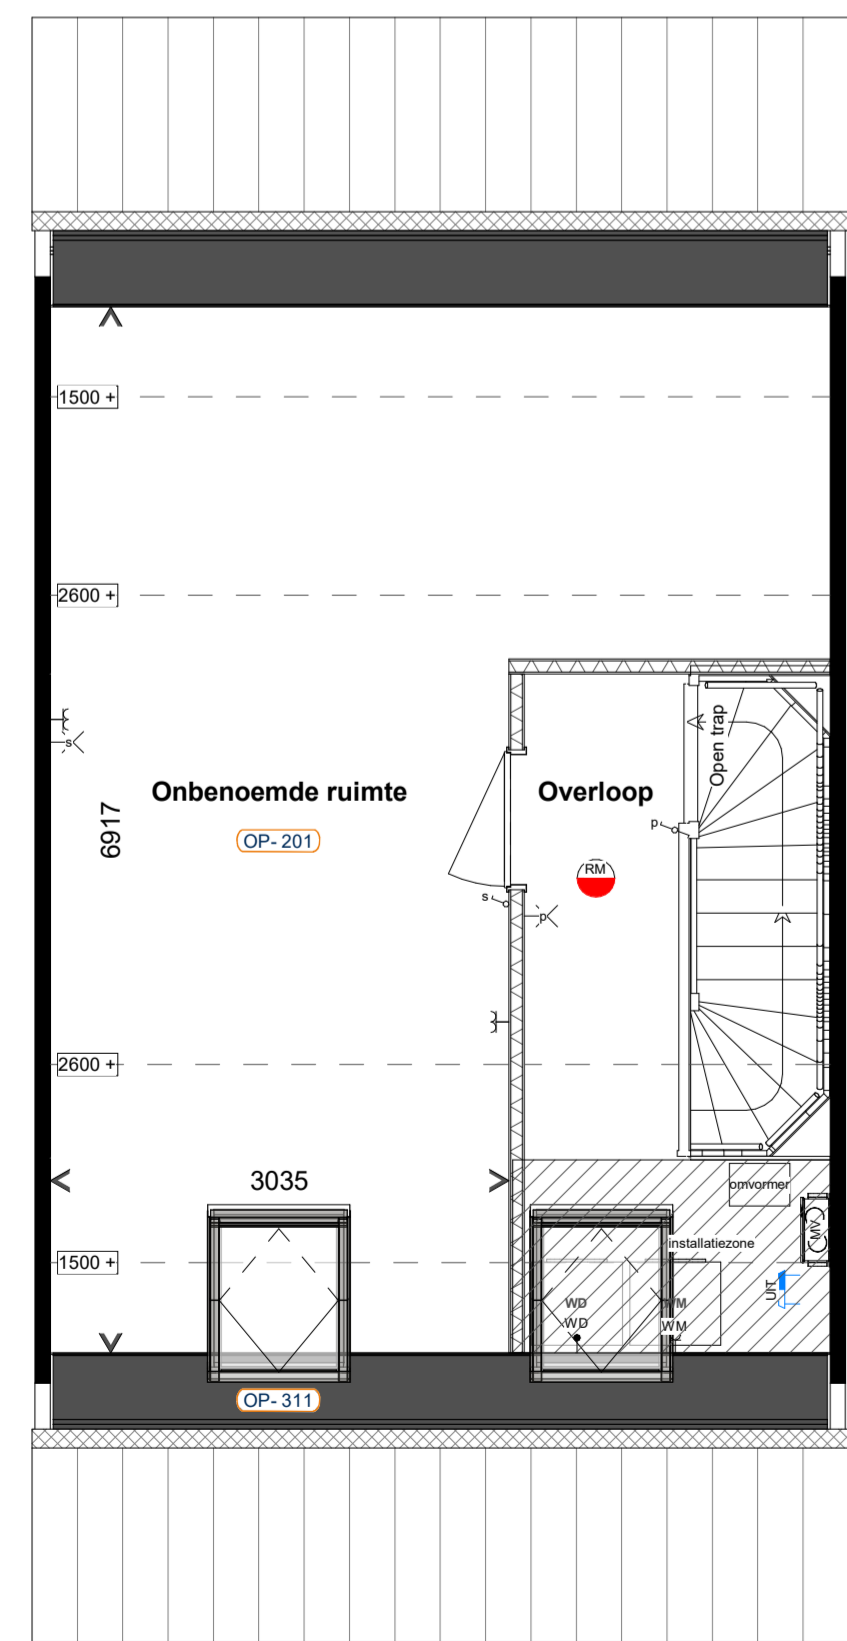 1500 +
2600 +
Open trap
s
Onbenoemde ruimte
Overloop
6917
p
OP- 201
RM
s
p
2600 +
3035
omvormer
MV
installatiezone
1500 +
UIT
WD
WM
WD
WM
OP- 311